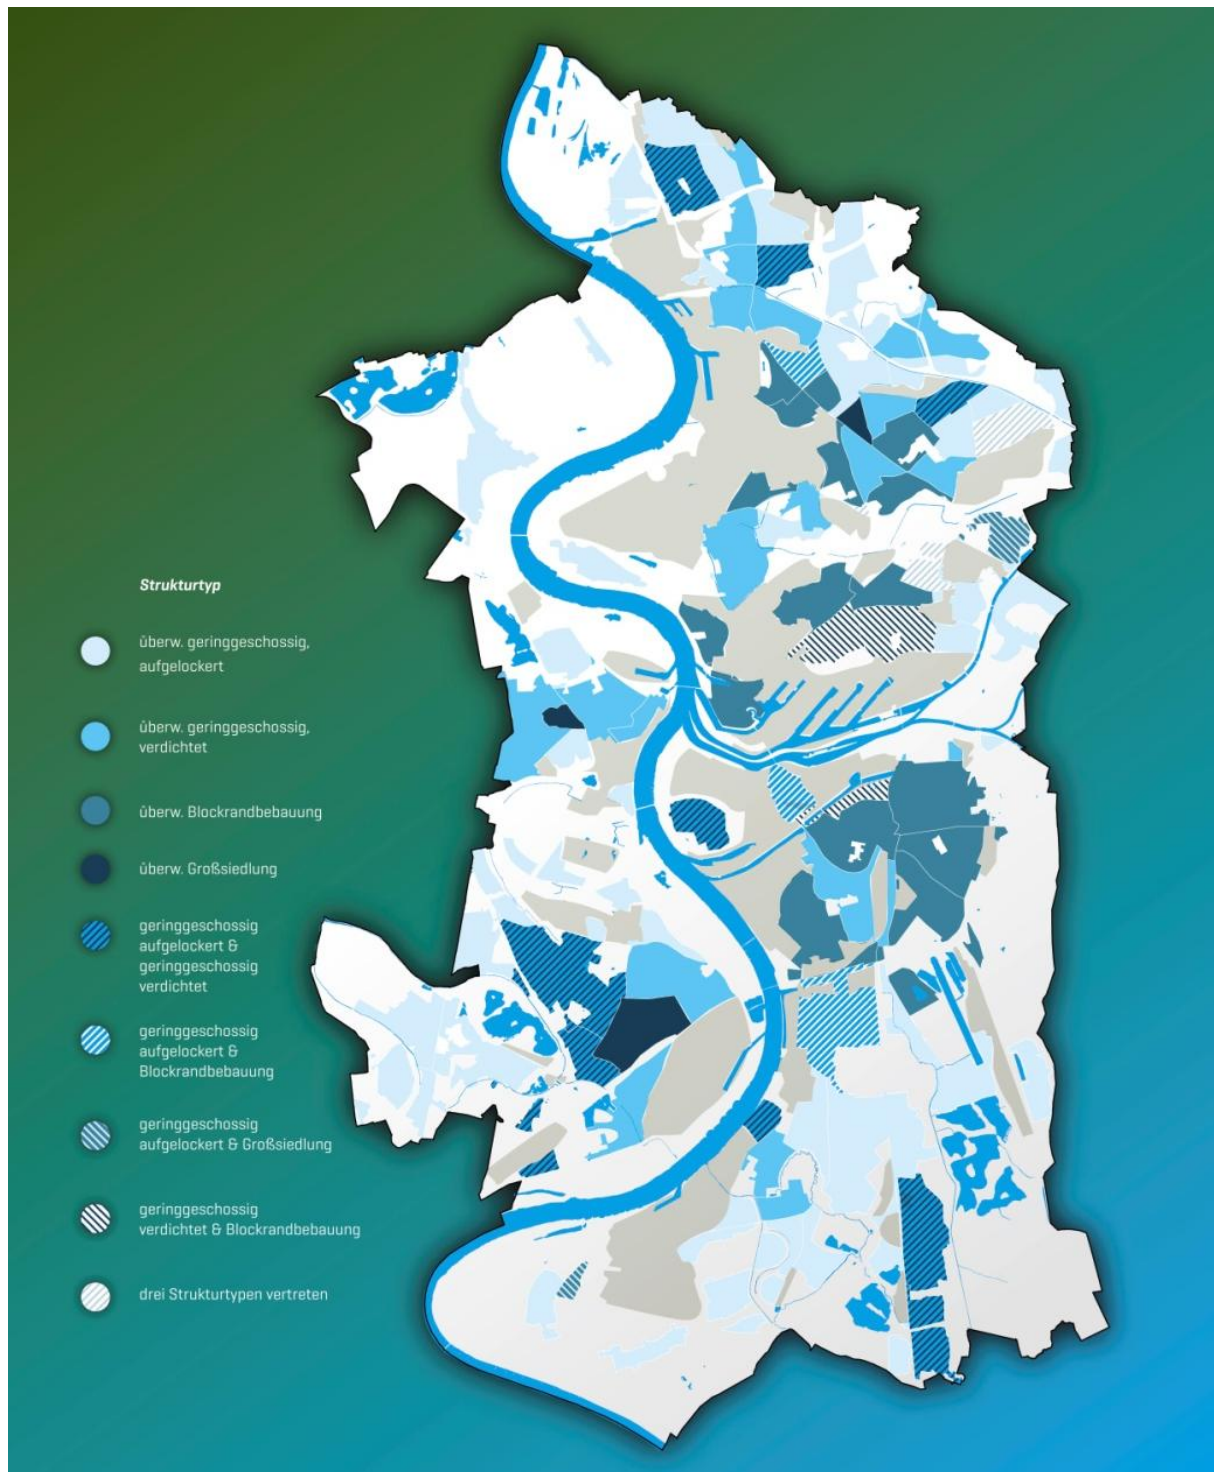 Strukturtyp
überw. geringgeschossig,
aufgelockert
überw. geringgeschossig,
verdichtet
überw. Blockrandbebauung
überw. Großsiedlung
geringgeschossig
aufgelockert &
geringgeschossig
verdichtet
geringgeschossig
aufgelockert &
Blockrandbebauung
geringgeschossig
aufgelockert & Großsiedlung
geringgeschossig
verdichtet & Blockrandbebauung
drei Strukturtypen vertreten